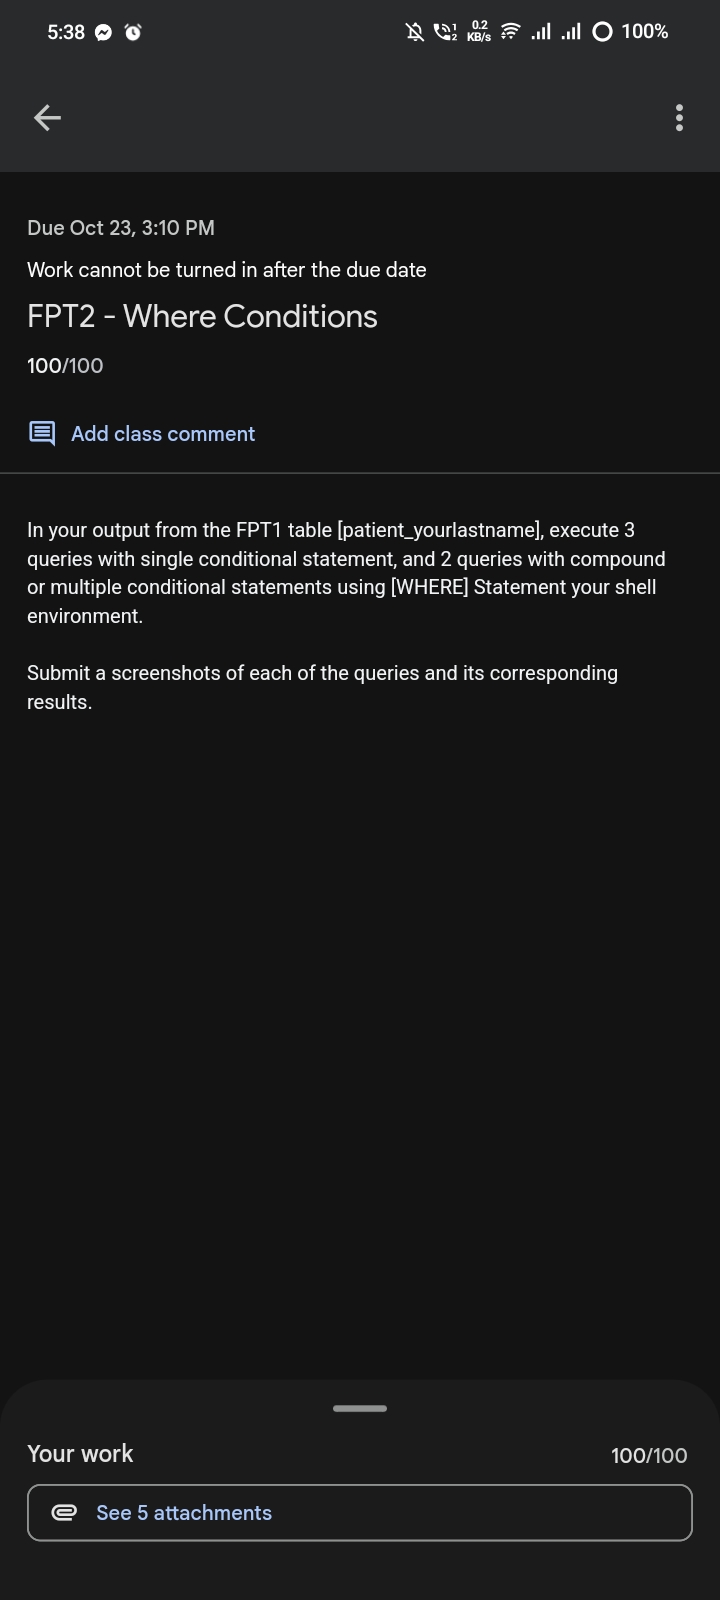 5:38
0.2 KB/s
100%
Due Oct 23, 3:10 PM
Work cannot be turned in after the due date
FPT2 - Where Conditions
100/100
Add class comment
In your output from the FPT1 table [patient_yourlastname], execute 3
queries with single conditional statement, and 2 queries with compound
or multiple conditional statements using [WHERE] Statement your shell
environment.
Submit a screenshots of each of the queries and its corresponding
results.
Your work
100/100
See 5 attachments